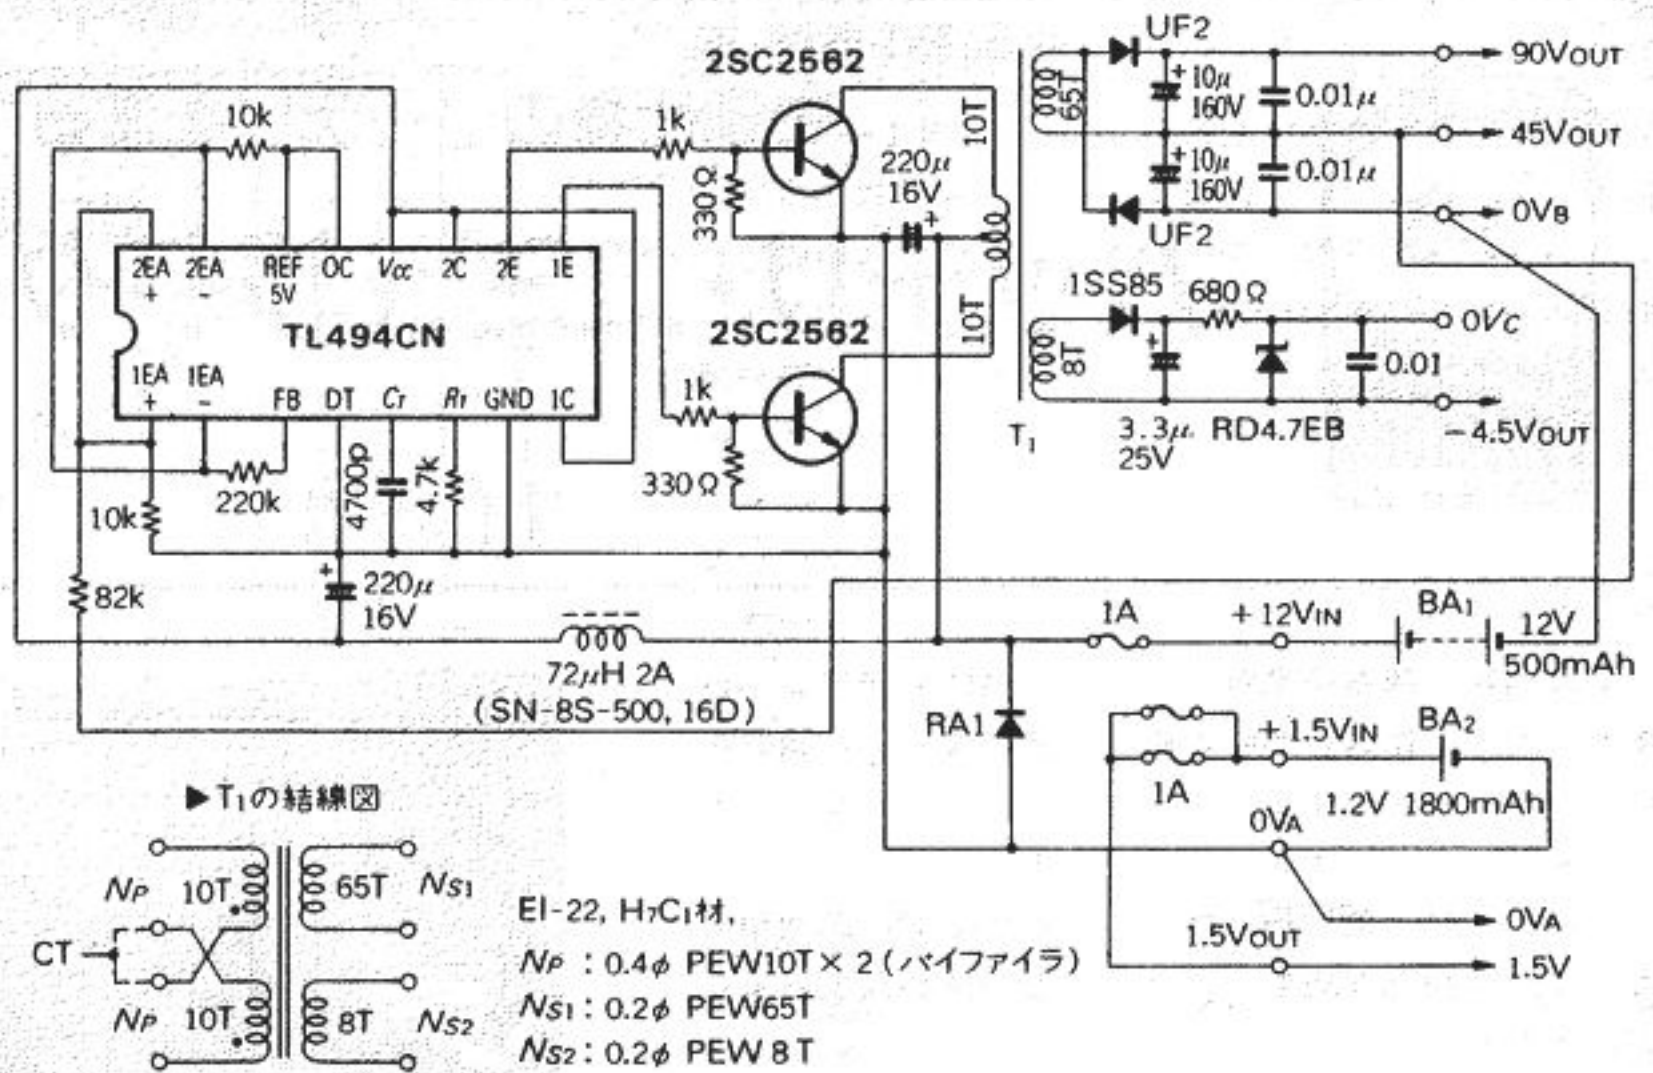 UF2
90VOUT
2SC2562
10k
1k
10T
65T
10μ
160V
0.01μ
45VOUT
330Ω
220μ
16V
10μ
160V
0.01μ
0VB
UF2
2EA
+
2EA
−
REF
5V
OC
Vcc
2C
2E
1E
TL494CN
1EA
+
1EA
−
FB
DT
CT
RT
GND
1C
2SC2562
10T
1SS85
680Ω
0VC
8T
0.01
1k
T1
3.3μ
25V
RD4.7EB
−4.5VOUT
330Ω
10k
220k
4700p
4.7k
82k
220μ
16V
72μH 2A
(SN-8S-500, 16D)
1A
+12VIN
BA1
12V
500mAh
RA1
+1.5VIN
BA2
1A
1.2V
1800mAh
0VA
0VA
1.5VOUT
1.5V
▶T1の結線図
NP
10T
65T
NS1
CT
NP
10T
8T
NS2
EI-22, H7C1材,
NP : 0.4φ PEW10T×2(バイファイラ)
NS1 : 0.2φ PEW65T
NS2 : 0.2φ PEW 8T